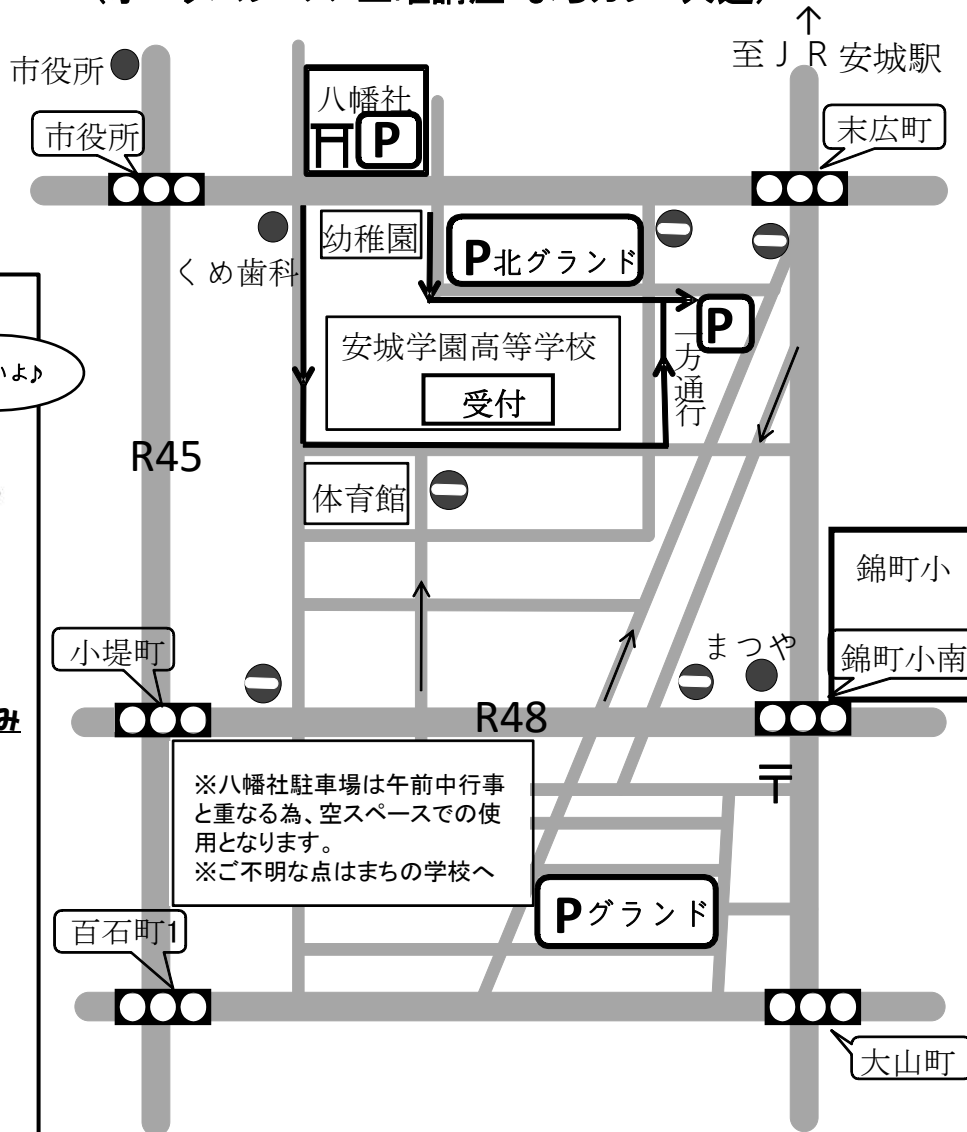 至ＪＲ安城駅
市役所
市役所
八幡社
P
末広町
くめ歯科
幼稚園
P北グランド
P
一方通行
安城学園高等学校
受付
R45
体育館
錦町小
小堤町
まつや
錦町小南
R48
〒
※八幡社駐車場は午前中行事
と重なる為、空スペースでの使
用となります。
※ご不明な点はまちの学校へ
Pグランド
百石町1
大山町
いよ♪
み